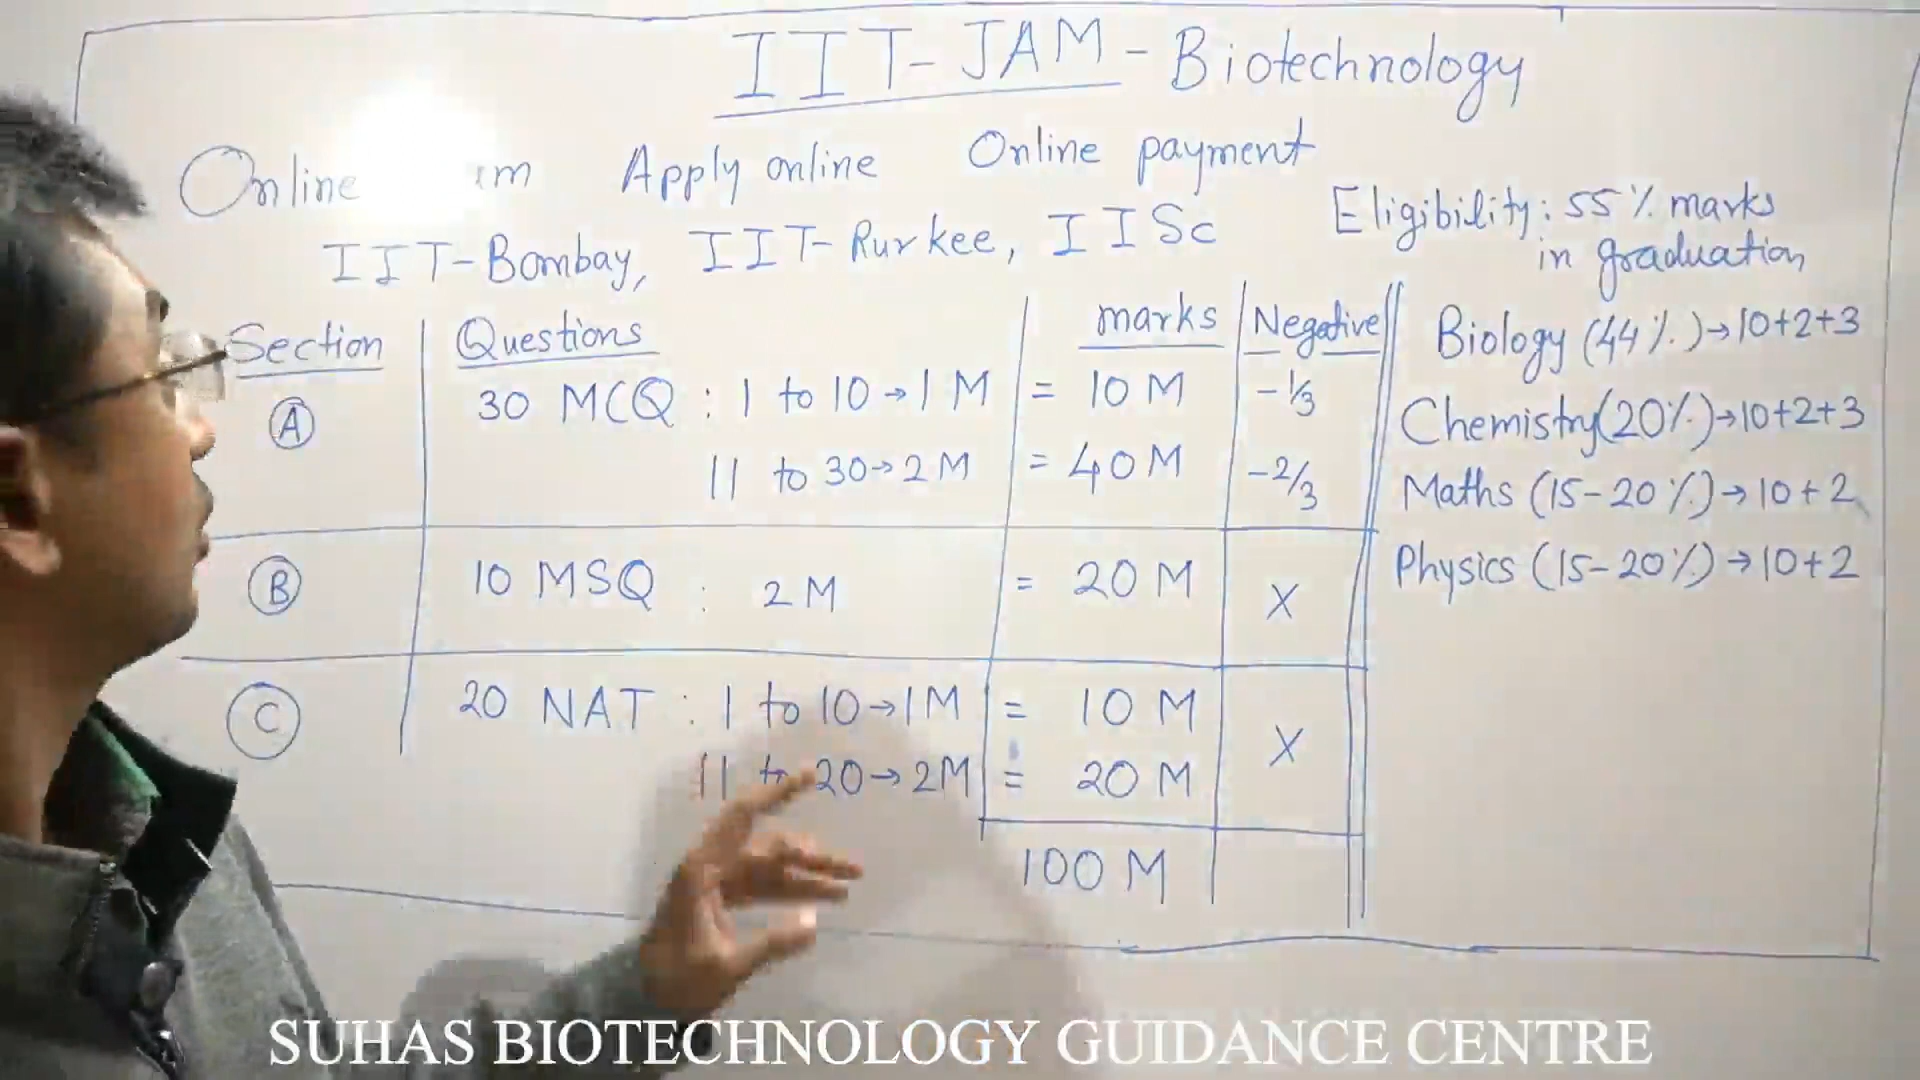 IIT-JAM-Biotechnology
Online Apply online Online payment
Eligibility: 55% marks
in graduation
IIT-Bombay, IIT-Rurkee, IISc
Section Questions marks Negative
A 30 MCQ : 1 to 10→1 M = 10 M -1/3
11 to 30→2 M = 40 M -2/3
B 10 MSQ : 2 M = 20 M X
C 20 NAT : 1 to 10→1M = 10 M X
11 to 20→2M = 20 M
100 M
Biology (44%)→10+2+3
Chemistry(20%)→10+2+3
Maths (15-20%)→10+2
Physics (15-20%)→10+2
SUHAS BIOTECHNOLOGY GUIDANCE CENTRE